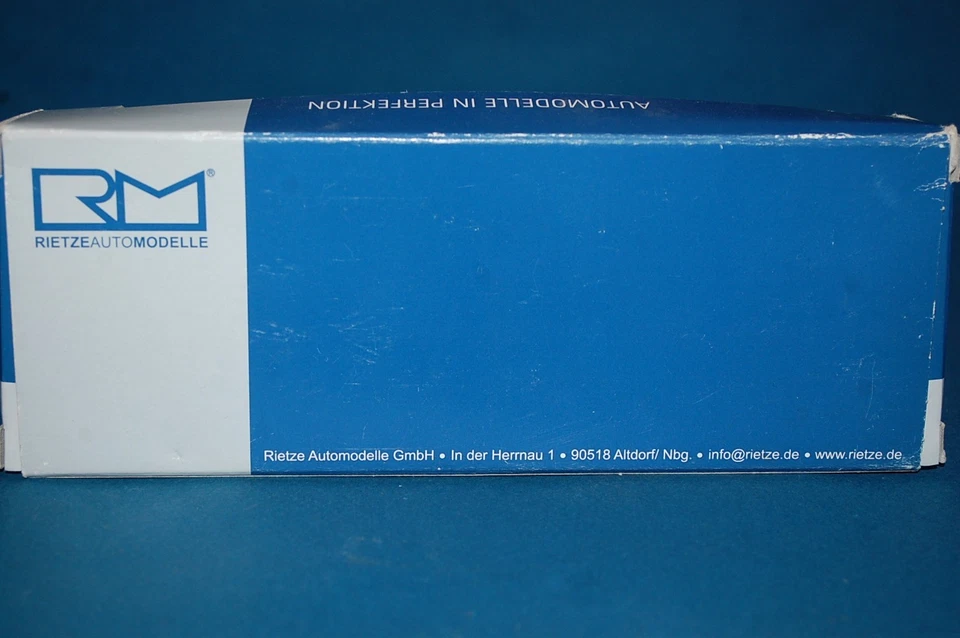 AUTOMODELLE IN PERFEKTION
RM®
RIETZEAUTOMODELLE
Rietze Automodelle GmbH • In der Herrnau 1 • 90518 Altdorf/ Nbg. • info@rietze.de • www.rietze.de